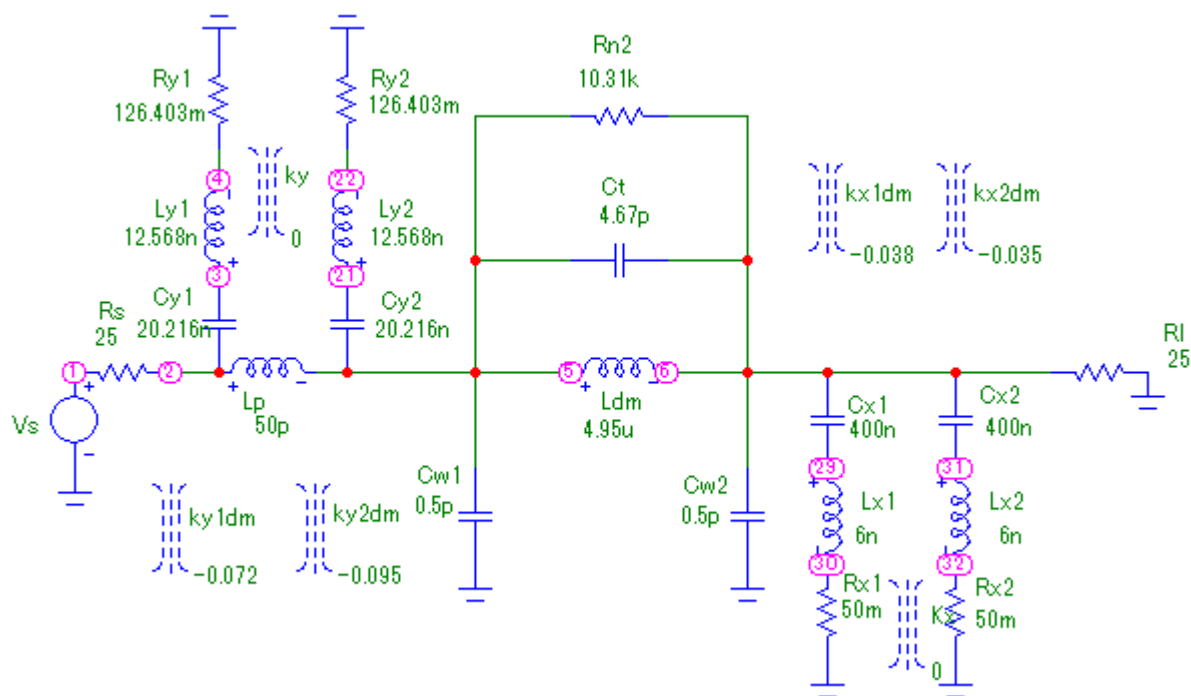 Rn2
10.31k
Ry1
126.403m
Ry2
126.403m
4
ky
22
Ct
4.67p
kx1dm
kx2dm
Ly1
12.568n
0
Ly2
12.568n
-0.038
-0.035
3
21
Cy1
20.216n
Cy2
20.216n
Rs
25
Rl
25
1
+
2
5
6
Vs
-
+
-
Lp
50p
+
-
Ldm
4.95u
Cx1
400n
Cx2
400n
Cw1
0.5p
Cw2
0.5p
29
31
+
+
Lx1
6n
Lx2
6n
ky1dm
-0.072
ky2dm
-0.095
30
32
Rx1
50m
Kx
0
Rx2
50m